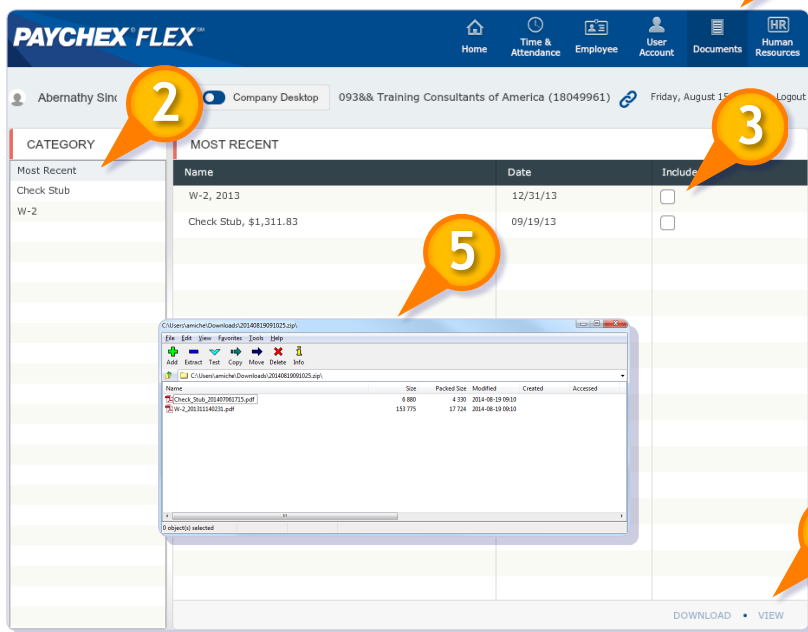 PAYCHEX FLEX SM
Home
Time & Attendance
Employee
User Account
Documents
HR
Human Resources
Abernathy
Company Desktop
093&& Training Consultants of America (18049961)
Friday, August
Logout
2
3
CATEGORY
Most Recent
Check Stub
W-2
MOST RECENT
Name Date Include
W-2, 2013 12/31/13
Check Stub, $1,311.83 09/19/13
5
C:\Users\amiche\Downloads\20140819091025.zip\
File Edit View Favorites Tools Help
Add Extract Test Copy Move Delete Info
C:\Users\amiche\Downloads\20140819091025.zip\
Name Size Packed Size Modified Created Accessed
Check_Stub_201407061715.pdf 6 880 4 330 2014-08-19 09:10
W-2_201311140231.pdf 153 775 17 724 2014-08-19 09:10
0 object(s) selected
DOWNLOAD • VIEW